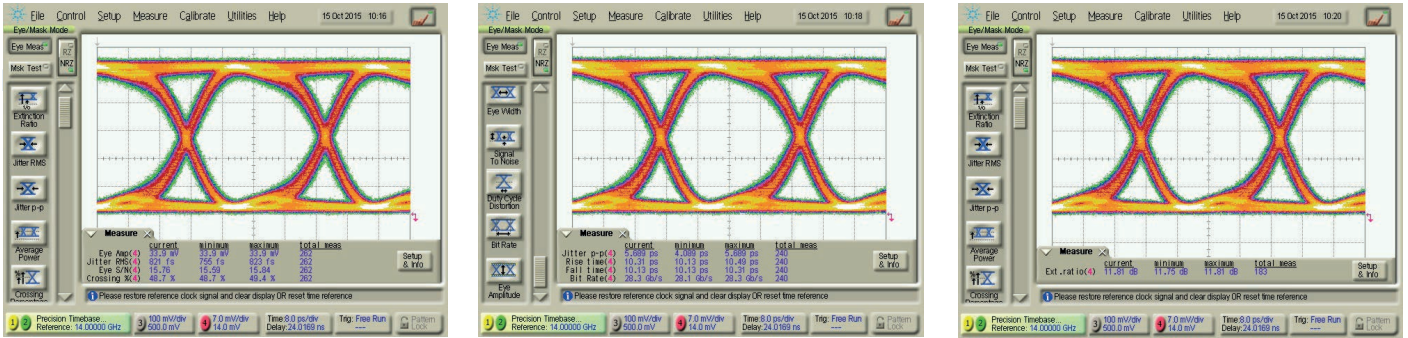 File Control Setup Measure Calibrate Utilities Help 15 Oct 2015 10:16
Eye/Mask Mode
Eye Meas
Msk Test
RZ
NRZ
Extinction
Ratio
Jitter RMS
Jitter p-p
Average
Power
Crossing
Measure
current minimum maximum total meas
Eye Amp(4) 33.9 mV 33.9 mV 33.9 mV 262
Jitter RMS(4) 821 fs 755 fs 823 fs 262
Eye S/N(4) 15.76 15.59 15.84 262
Crossing %(4) 48.7 % 48.7 % 49.4 % 262
Setup
& Info
Please restore reference clock signal and clear display OR reset time reference
1 2 Precision Timebase...
Reference: 14.00000 GHz
3 100 mV/div
500.0 mV
4 7.0 mV/div
14.0 mV
Time:8.0 ps/div
Delay:24.0169 ns
Trig: Free Run
---
Pattern
Lock
File Control Setup Measure Calibrate Utilities Help 15 Oct 2015 10:18
Eye/Mask Mode
Eye Meas
Msk Test
RZ
NRZ
Eye Width
Signal
To Noise
Duty Cycle
Distortion
Bit Rate
Eye
Amplitude
Measure
current minimum maximum total meas
Jitter p-p(4) 5.689 ps 4.089 ps 5.689 ps 240
Rise time(4) 10.31 ps 10.13 ps 10.49 ps 240
Fall time(4) 10.13 ps 10.13 ps 10.31 ps 240
Bit Rate(4) 28.3 Gb/s 28.1 Gb/s 28.3 Gb/s 240
Setup
& Info
Please restore reference clock signal and clear display OR reset time reference
1 2 Precision Timebase...
Reference: 14.00000 GHz
3 100 mV/div
500.0 mV
4 7.0 mV/div
14.0 mV
Time:8.0 ps/div
Delay:24.0169 ns
Trig: Free Run
---
Pattern
Lock
File Control Setup Measure Calibrate Utilities Help 15 Oct 2015 10:20
Eye/Mask Mode
Eye Meas
Msk Test
RZ
NRZ
Extinction
Ratio
Jitter RMS
Jitter p-p
Average
Power
Crossing
Measure
current minimum maximum total meas
Ext.ratio(4) 11.81 dB 11.75 dB 11.81 dB 183
Setup
& Info
Please restore reference clock signal and clear display OR reset time reference
1 2 Precision Timebase...
Reference: 14.00000 GHz
3 100 mV/div
500.0 mV
4 7.0 mV/div
14.0 mV
Time:8.0 ps/div
Delay:24.0169 ns
Trig: Free Run
---
Pattern
Lock